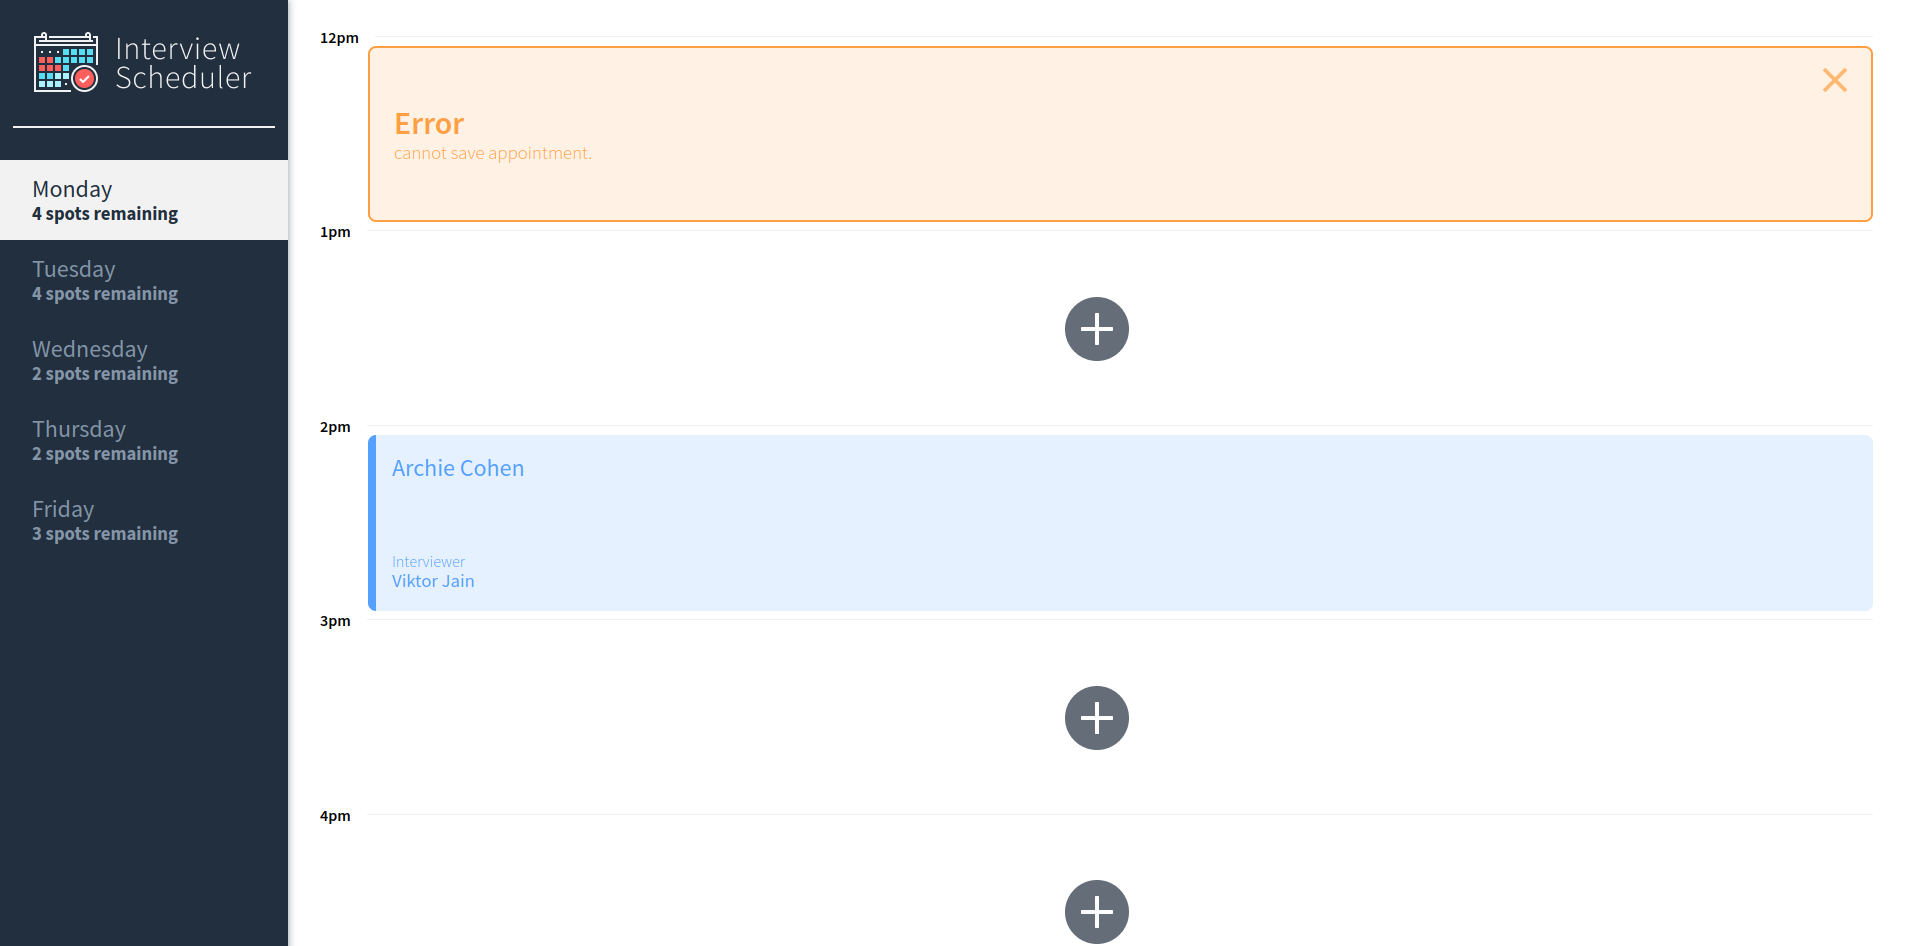 Interview
Scheduler
Monday
4 spots remaining
Tuesday
4 spots remaining
Wednesday
2 spots remaining
Thursday
2 spots remaining
Friday
3 spots remaining
12pm
Error
cannot save appointment.
1pm
2pm
Archie Cohen
Interviewer
Viktor Jain
3pm
4pm